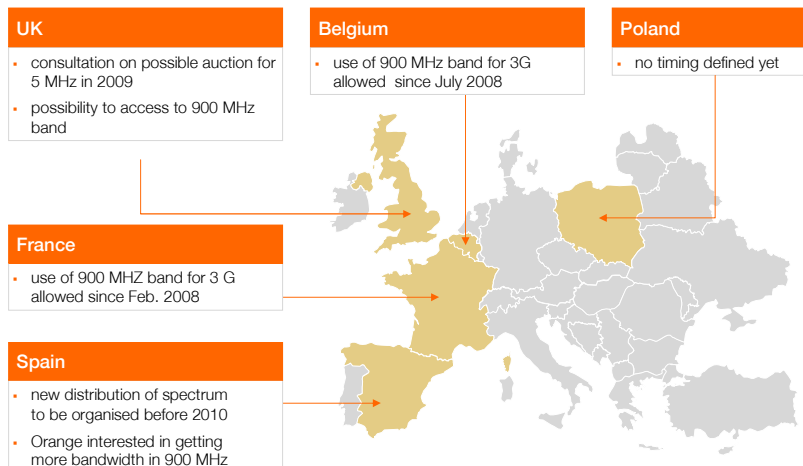 UK
▪ consultation on possible auction for
5 MHz in 2009
▪ possibility to access to 900 MHz
band
Belgium
▪ use of 900 MHz band for 3G
allowed since July 2008
Poland
▪ no timing defined yet
France
▪ use of 900 MHZ band for 3 G
allowed since Feb. 2008
Spain
▪ new distribution of spectrum
to be organised before 2010
▪ Orange interested in getting
more bandwidth in 900 MHz